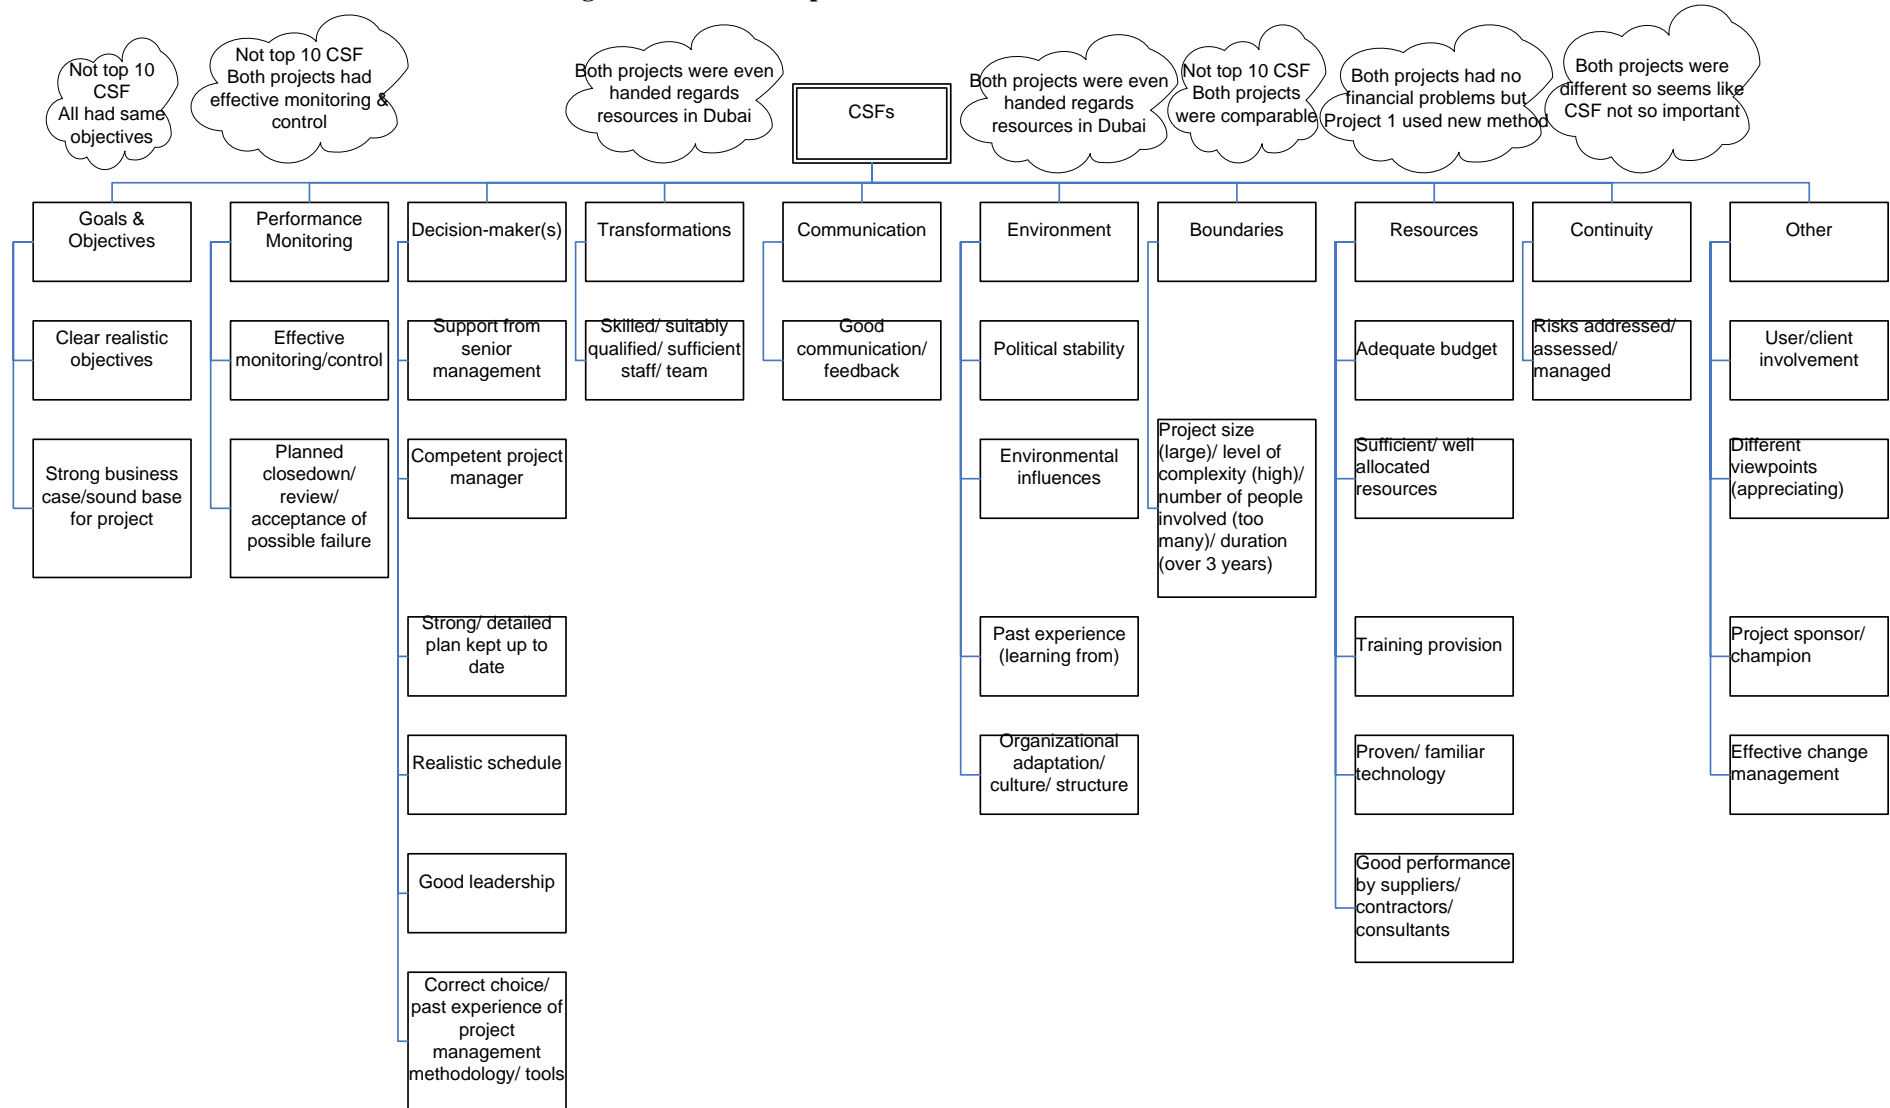 Not top 10
CSF
All had same
objectives
Not top 10 CSF
Both projects had
effective monitoring &
control
Both projects were even
handed regards
resources in Dubai
CSFs
Both projects were even
handed regards
resources in Dubai
Not top 10 CSF
Both projects
were comparable
Both projects had no
financial problems but
Project 1 used new method
Both projects were
different so seems like
CSF not so important
Goals &
Objectives
Performance
Monitoring
Decision-maker(s)
Transformations
Communication
Environment
Boundaries
Resources
Continuity
Other
Clear realistic
objectives
Effective
monitoring/control
Support from
senior
management
Skilled/ suitably
qualified/ sufficient
staff/ team
Good
communication/
feedback
Political stability
Adequate budget
Risks addressed/
assessed/
managed
User/client
involvement
Strong business
case/sound base
for project
Planned
closedown/
review/
acceptance of
possible failure
Competent project
manager
Environmental
influences
Project size
(large)/ level of
complexity (high)/
number of people
involved (too
many)/ duration
(over 3 years)
Sufficient/ well
allocated
resources
Different
viewpoints
(appreciating)
Strong/ detailed
plan kept up to
date
Past experience
(learning from)
Training provision
Project sponsor/
champion
Realistic schedule
Organizational
adaptation/
culture/ structure
Proven/ familiar
technology
Effective change
management
Good leadership
Good performance
by suppliers/
contractors/
consultants
Correct choice/
past experience of
project
management
methodology/ tools